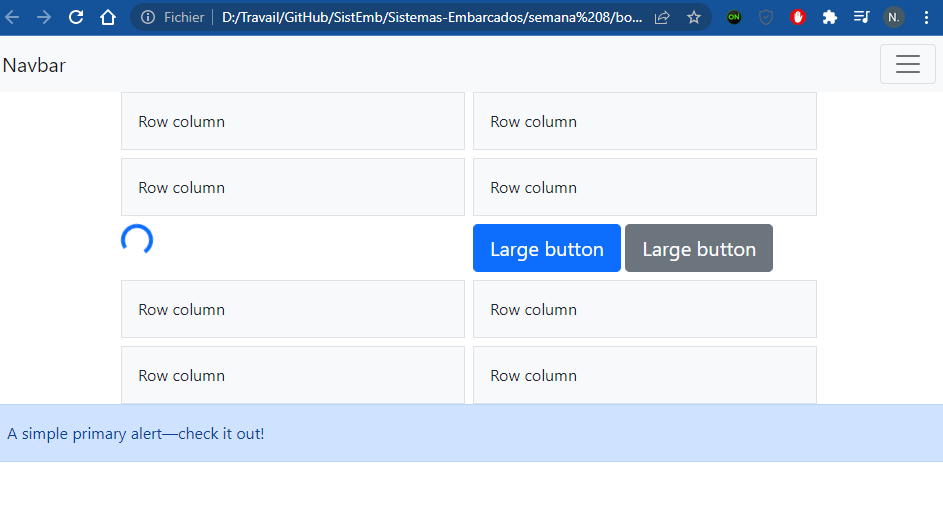 Fichier D:/Travail/GitHub/SistEmb/Sistemas-Embarcados/semana%208/bo...
ON
N.
Navbar
Row column Row column
Row column Row column
Large button Large button
Row column Row column
Row column Row column
A simple primary alert—check it out!